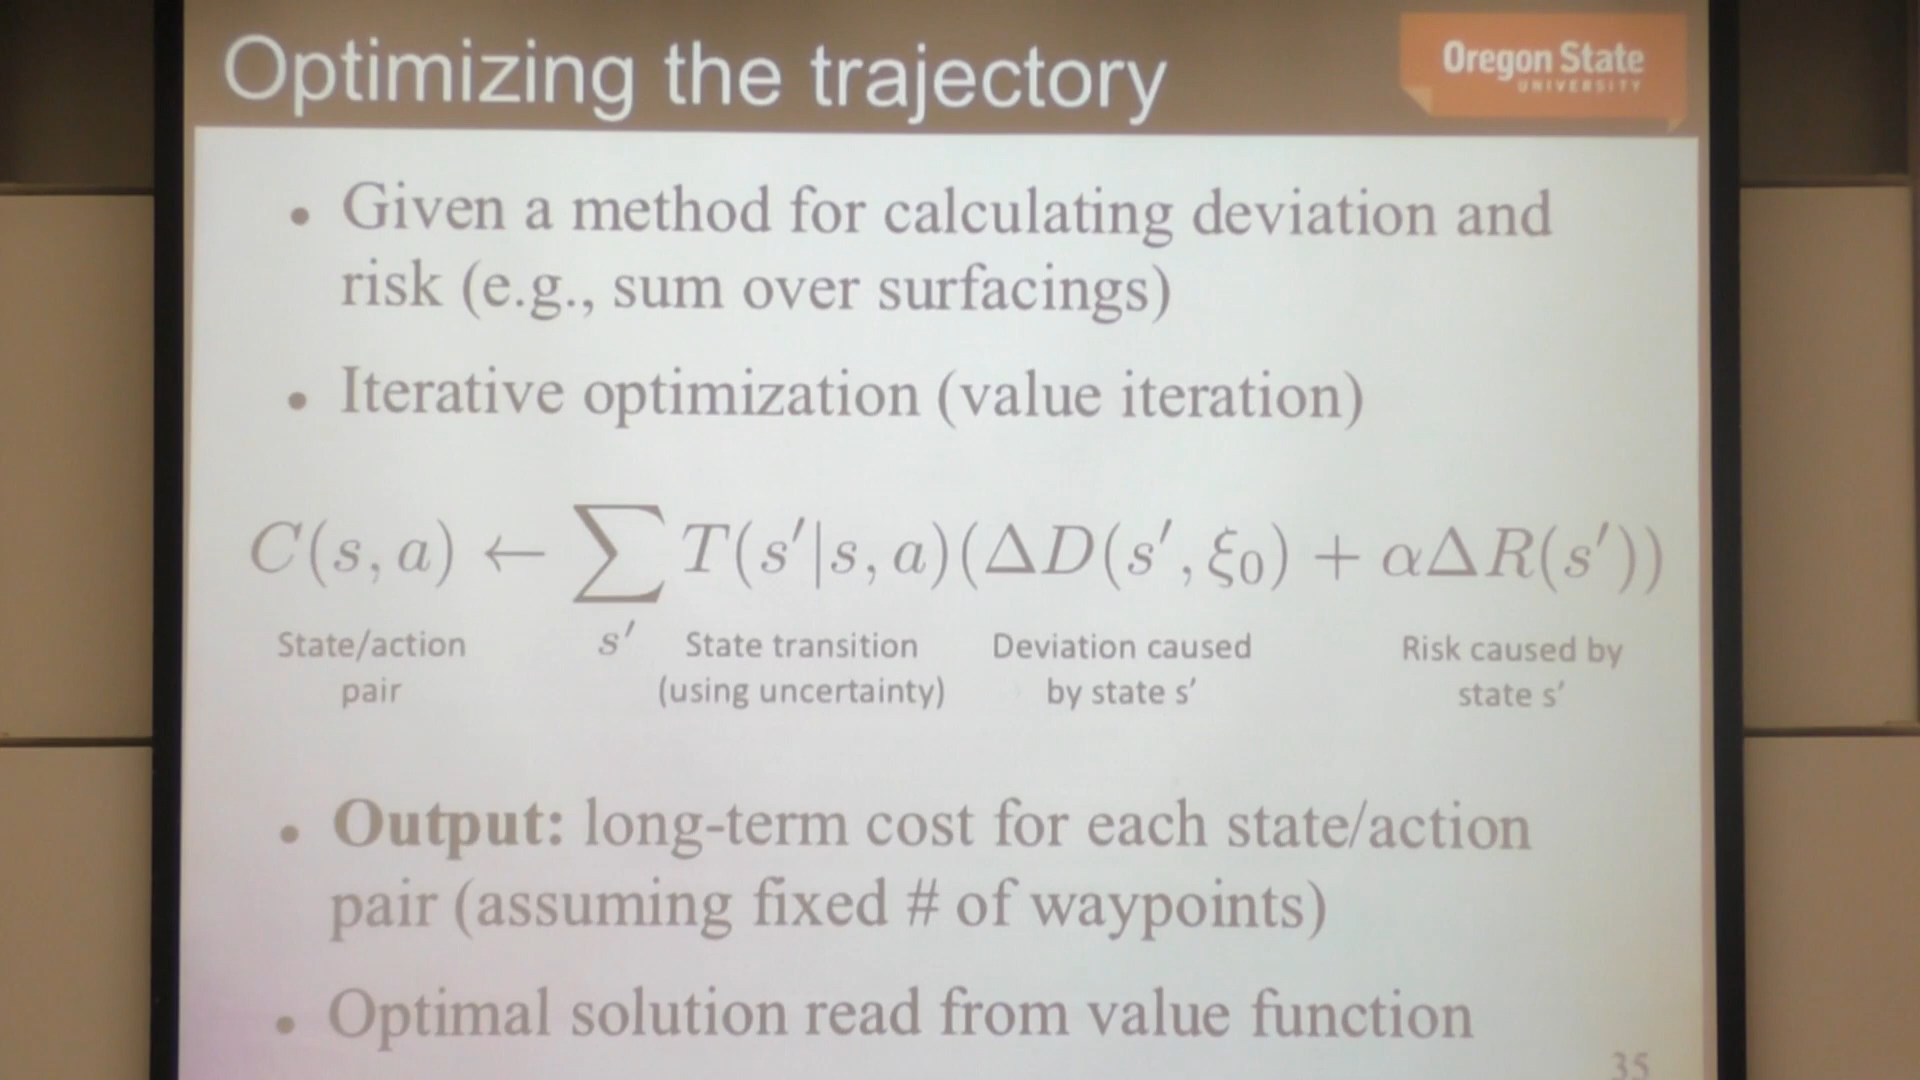 Optimizing the trajectory
Oregon State
UNIVERSITY
• Given a method for calculating deviation and
risk (e.g., sum over surfacings)
• Iterative optimization (value iteration)
C(s, a) ← ∑ T(s′|s, a)(ΔD(s′, ξ₀) + αΔR(s′))
s′
State/action
pair
State transition
(using uncertainty)
Deviation caused
by state s′
Risk caused by
state s′
• Output: long-term cost for each state/action
pair (assuming fixed # of waypoints)
• Optimal solution read from value function
35